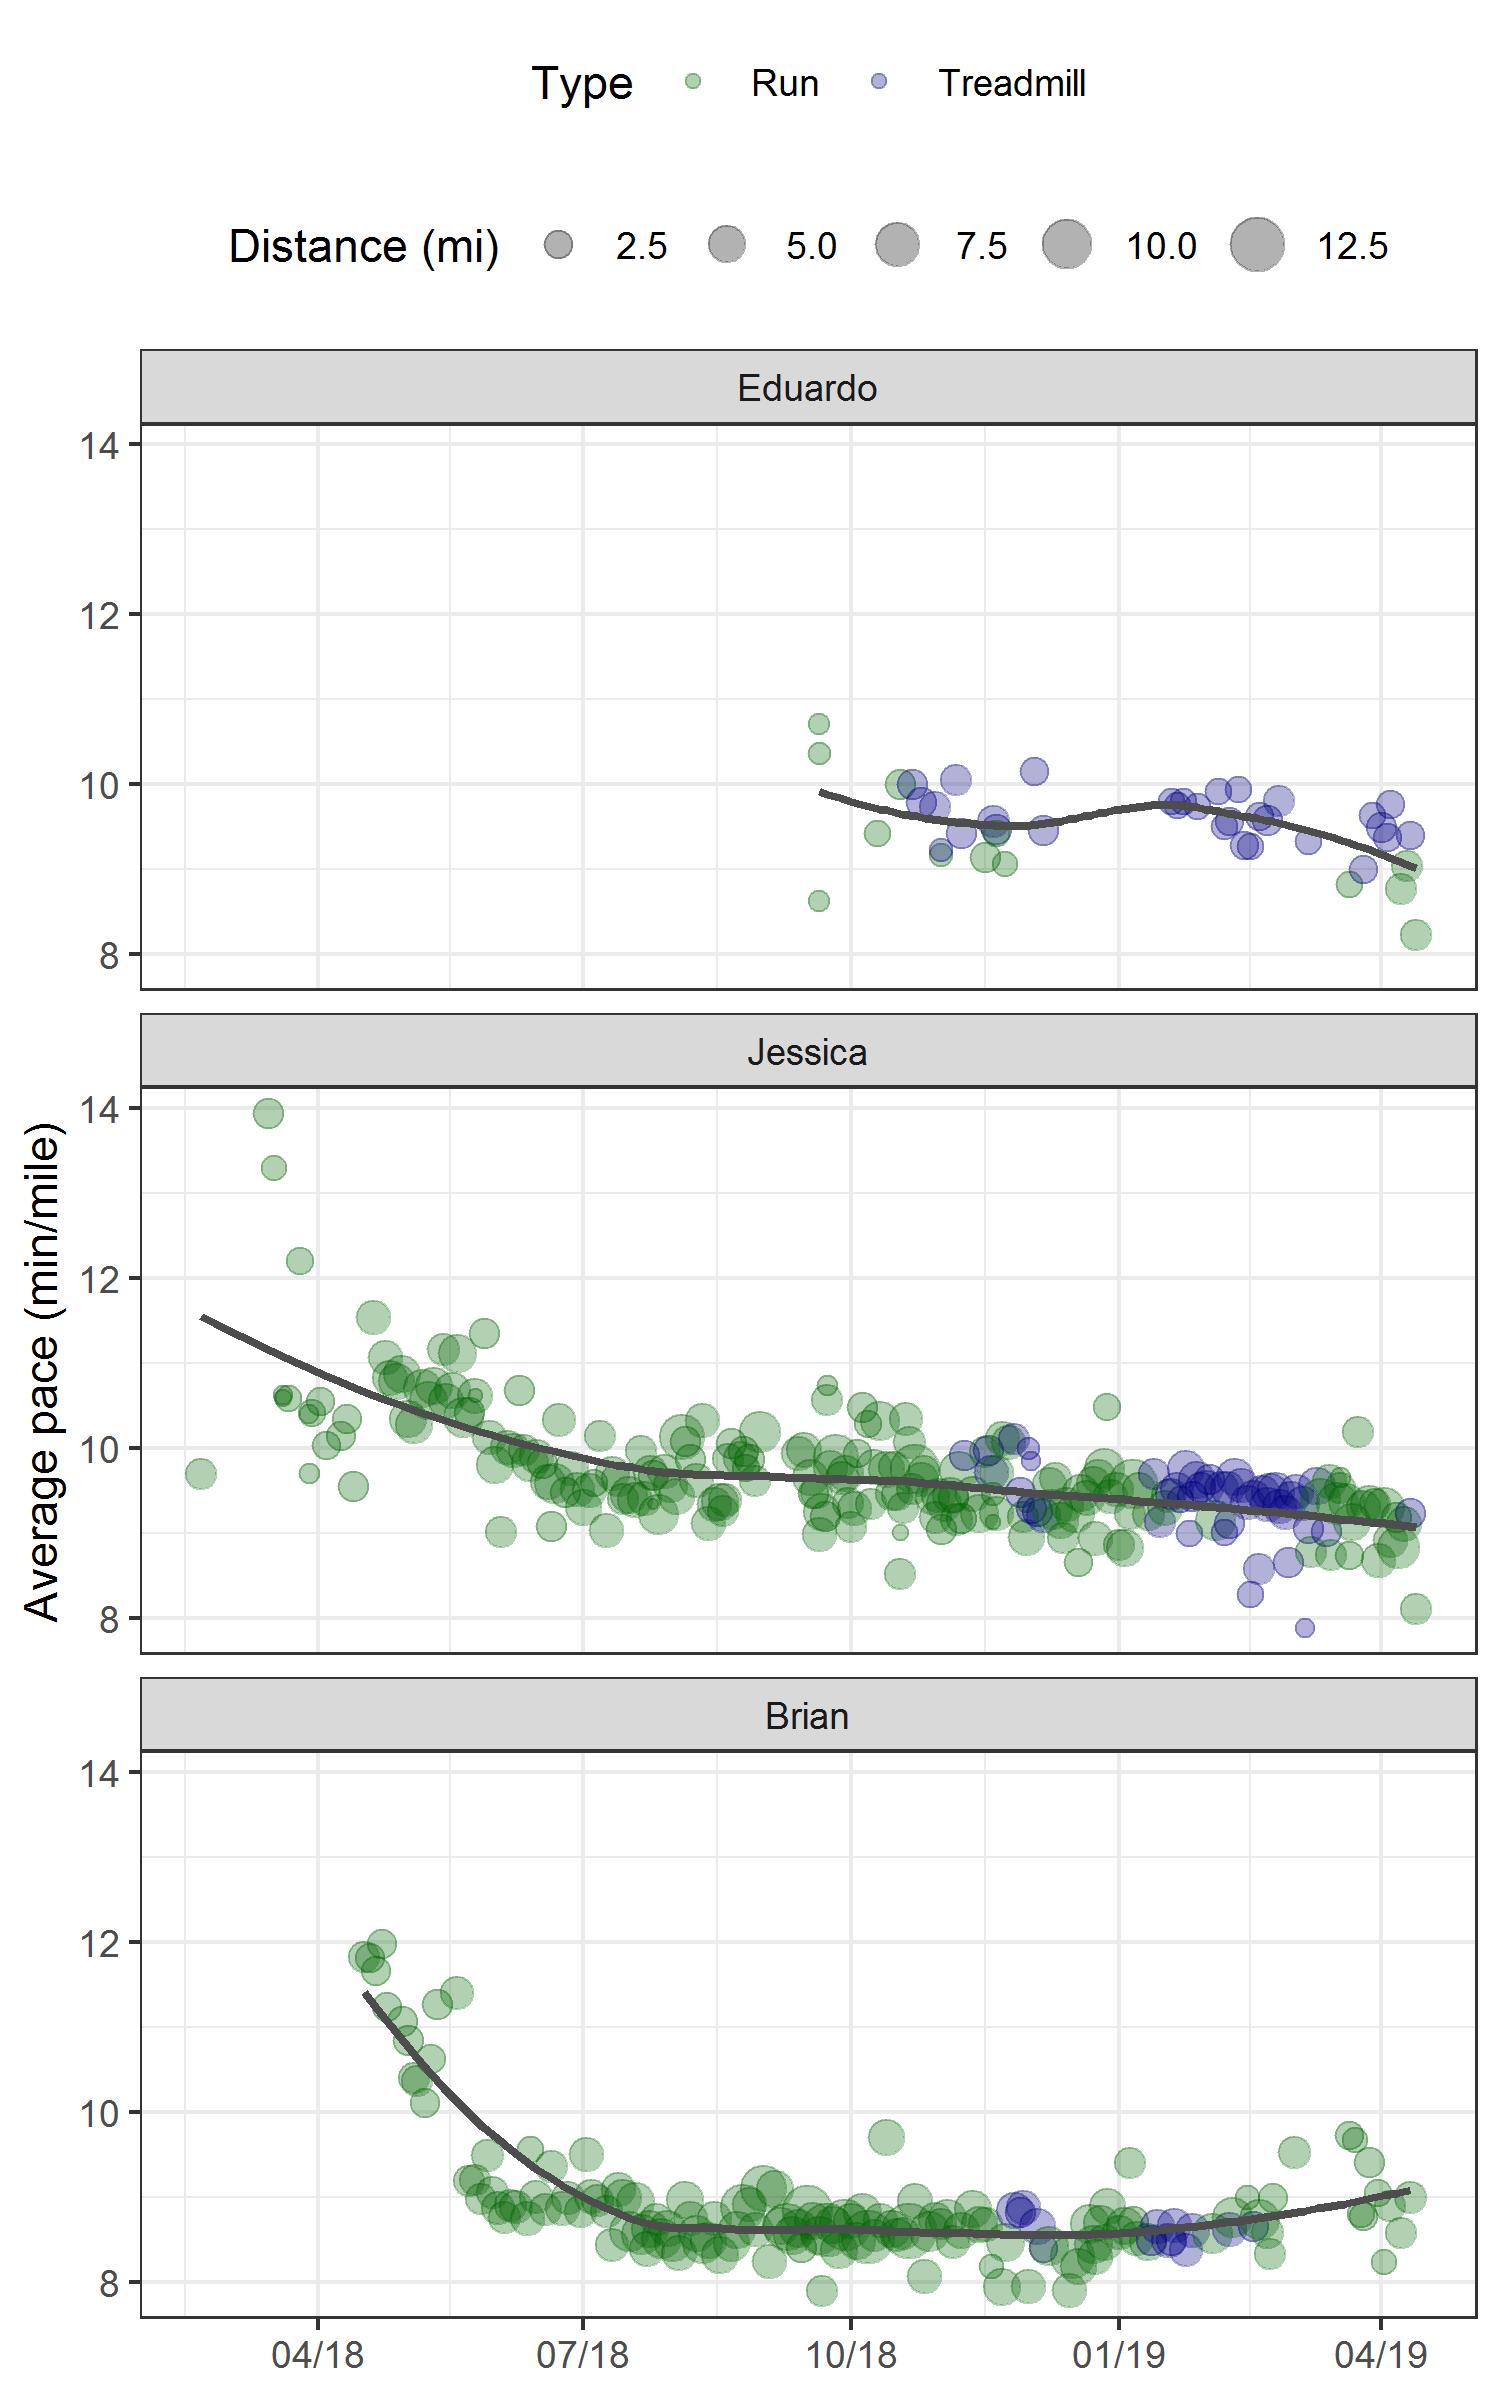 Type Run Treadmill
Distance (mi) 2.5 5.0 7.5 10.0 12.5
Eduardo
14
12
10
8
Jessica
14
12
10
8
Average pace (min/mile)
Brian
14
12
10
8
04/18 07/18 10/18 01/19 04/19